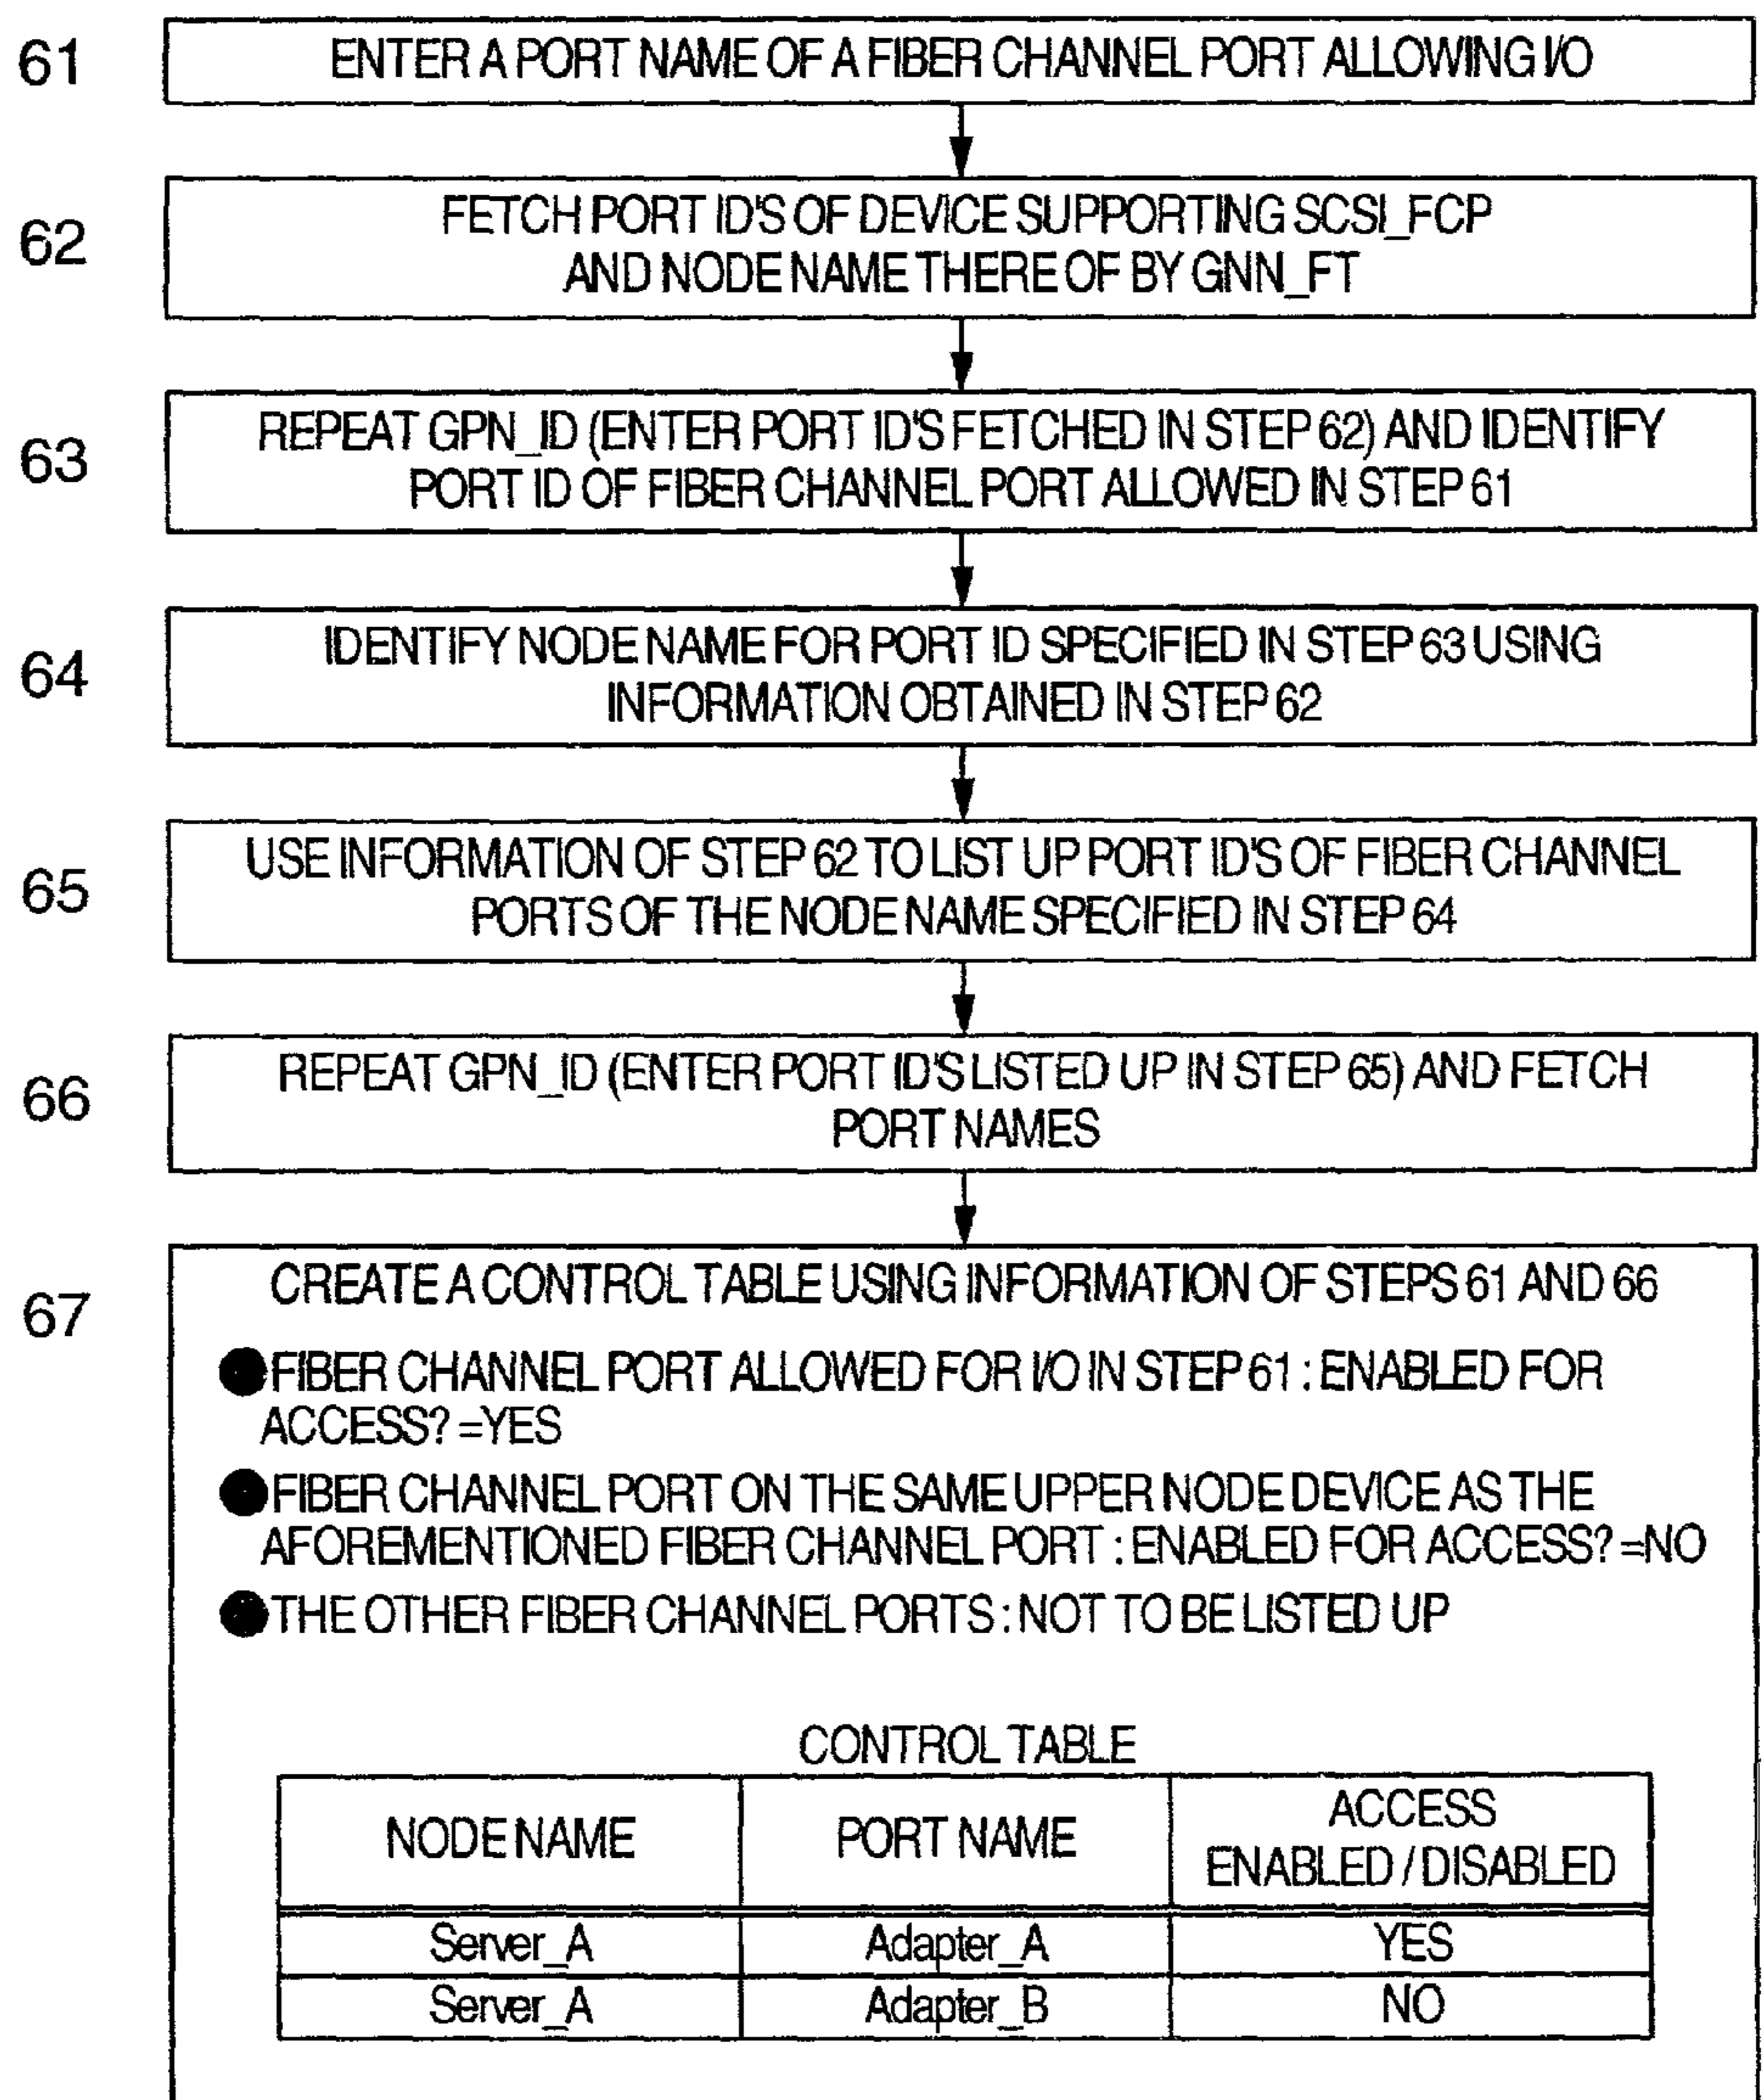 61
ENTER A PORT NAME OF A FIBER CHANNEL PORT ALLOWING I/O
62
FETCH PORT ID'S OF DEVICE SUPPORTING SCSI_FCP
AND NODE NAME THERE OF BY GNN_FT
63
REPEAT GPN_ID (ENTER PORT ID'S FETCHED IN STEP 62) AND IDENTIFY
PORT ID OF FIBER CHANNEL PORT ALLOWED IN STEP 61
64
IDENTIFY NODE NAME FOR PORT ID SPECIFIED IN STEP 63 USING
INFORMATION OBTAINED IN STEP 62
65
USE INFORMATION OF STEP 62 TO LIST UP PORT ID'S OF FIBER CHANNEL
PORTS OF THE NODE NAME SPECIFIED IN STEP 64
66
REPEAT GPN_ID (ENTER PORT ID'S LISTED UP IN STEP 65) AND FETCH
PORT NAMES
67
CREATE A CONTROL TABLE USING INFORMATION OF STEPS 61 AND 66
●FIBER CHANNEL PORT ALLOWED FOR I/O IN STEP 61 : ENABLED FOR
ACCESS? =YES
●FIBER CHANNEL PORT ON THE SAME UPPER NODE DEVICE AS THE
AFOREMENTIONED FIBER CHANNEL PORT : ENABLED FOR ACCESS? =NO
●THE OTHER FIBER CHANNEL PORTS : NOT TO BE LISTED UP
CONTROL TABLE
NODE NAME PORT NAME ACCESS
ENABLED / DISABLED
Server_A Adapter_A YES
Server_A Adapter_B NO